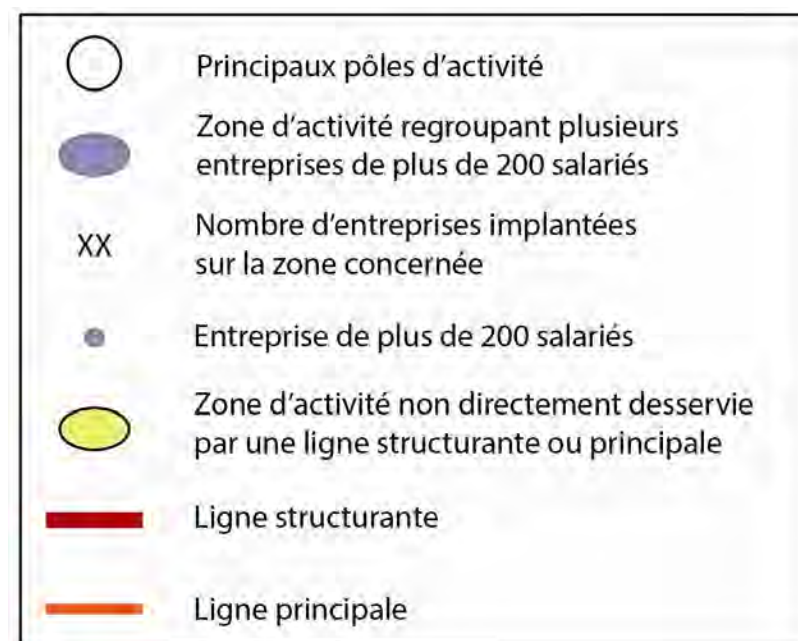 Principaux pôles d'activité
Zone d'activité regroupant plusieurs
entreprises de plus de 200 salariés
XX
Nombre d'entreprises implantées
sur la zone concernée
Entreprise de plus de 200 salariés
Zone d'activité non directement desservie
par une ligne structurante ou principale
Ligne structurante
Ligne principale